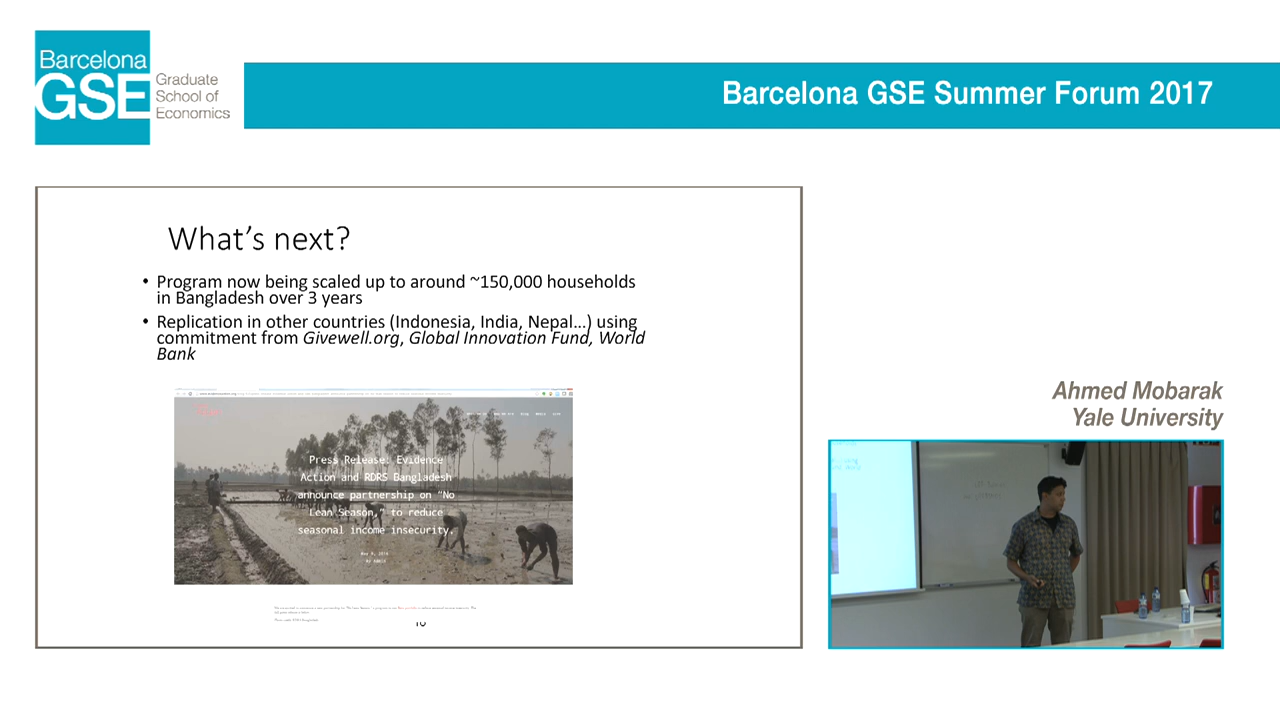 Barcelona
GSE
Graduate
School of
Economics
Barcelona GSE Summer Forum 2017
What's next?
• Program now being scaled up to around ~150,000 households
in Bangladesh over 3 years
• Replication in other countries (Indonesia, India, Nepal...) using
commitment from Givewell.org, Global Innovation Fund, World
Bank
Press Release: Evidence
Action and RDRS Bangladesh
announce partnership on "No
Lean Season," to reduce
seasonal income insecurity.
Ahmed Mobarak
Yale University